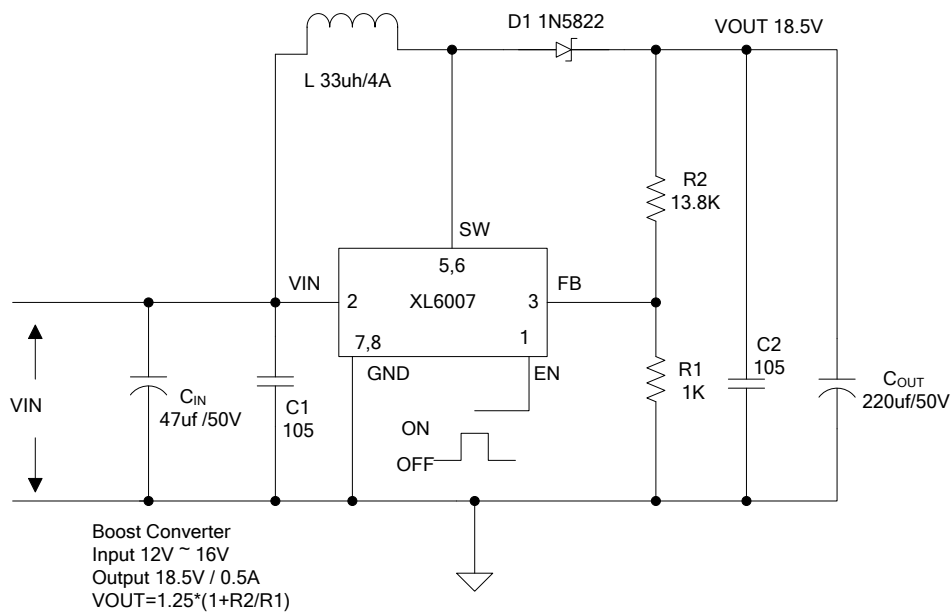 D1 1N5822
VOUT 18.5V
L 33uh/4A
R2
13.8K
SW
5,6
VIN
FB
2
XL6007
3
7,8
1
GND
EN
R1
1K
C2
105
COUT
220uf/50V
VIN
CIN
47uf /50V
C1
105
ON
OFF
Boost Converter
Input 12V ~ 16V
Output 18.5V / 0.5A
VOUT=1.25*(1+R2/R1)